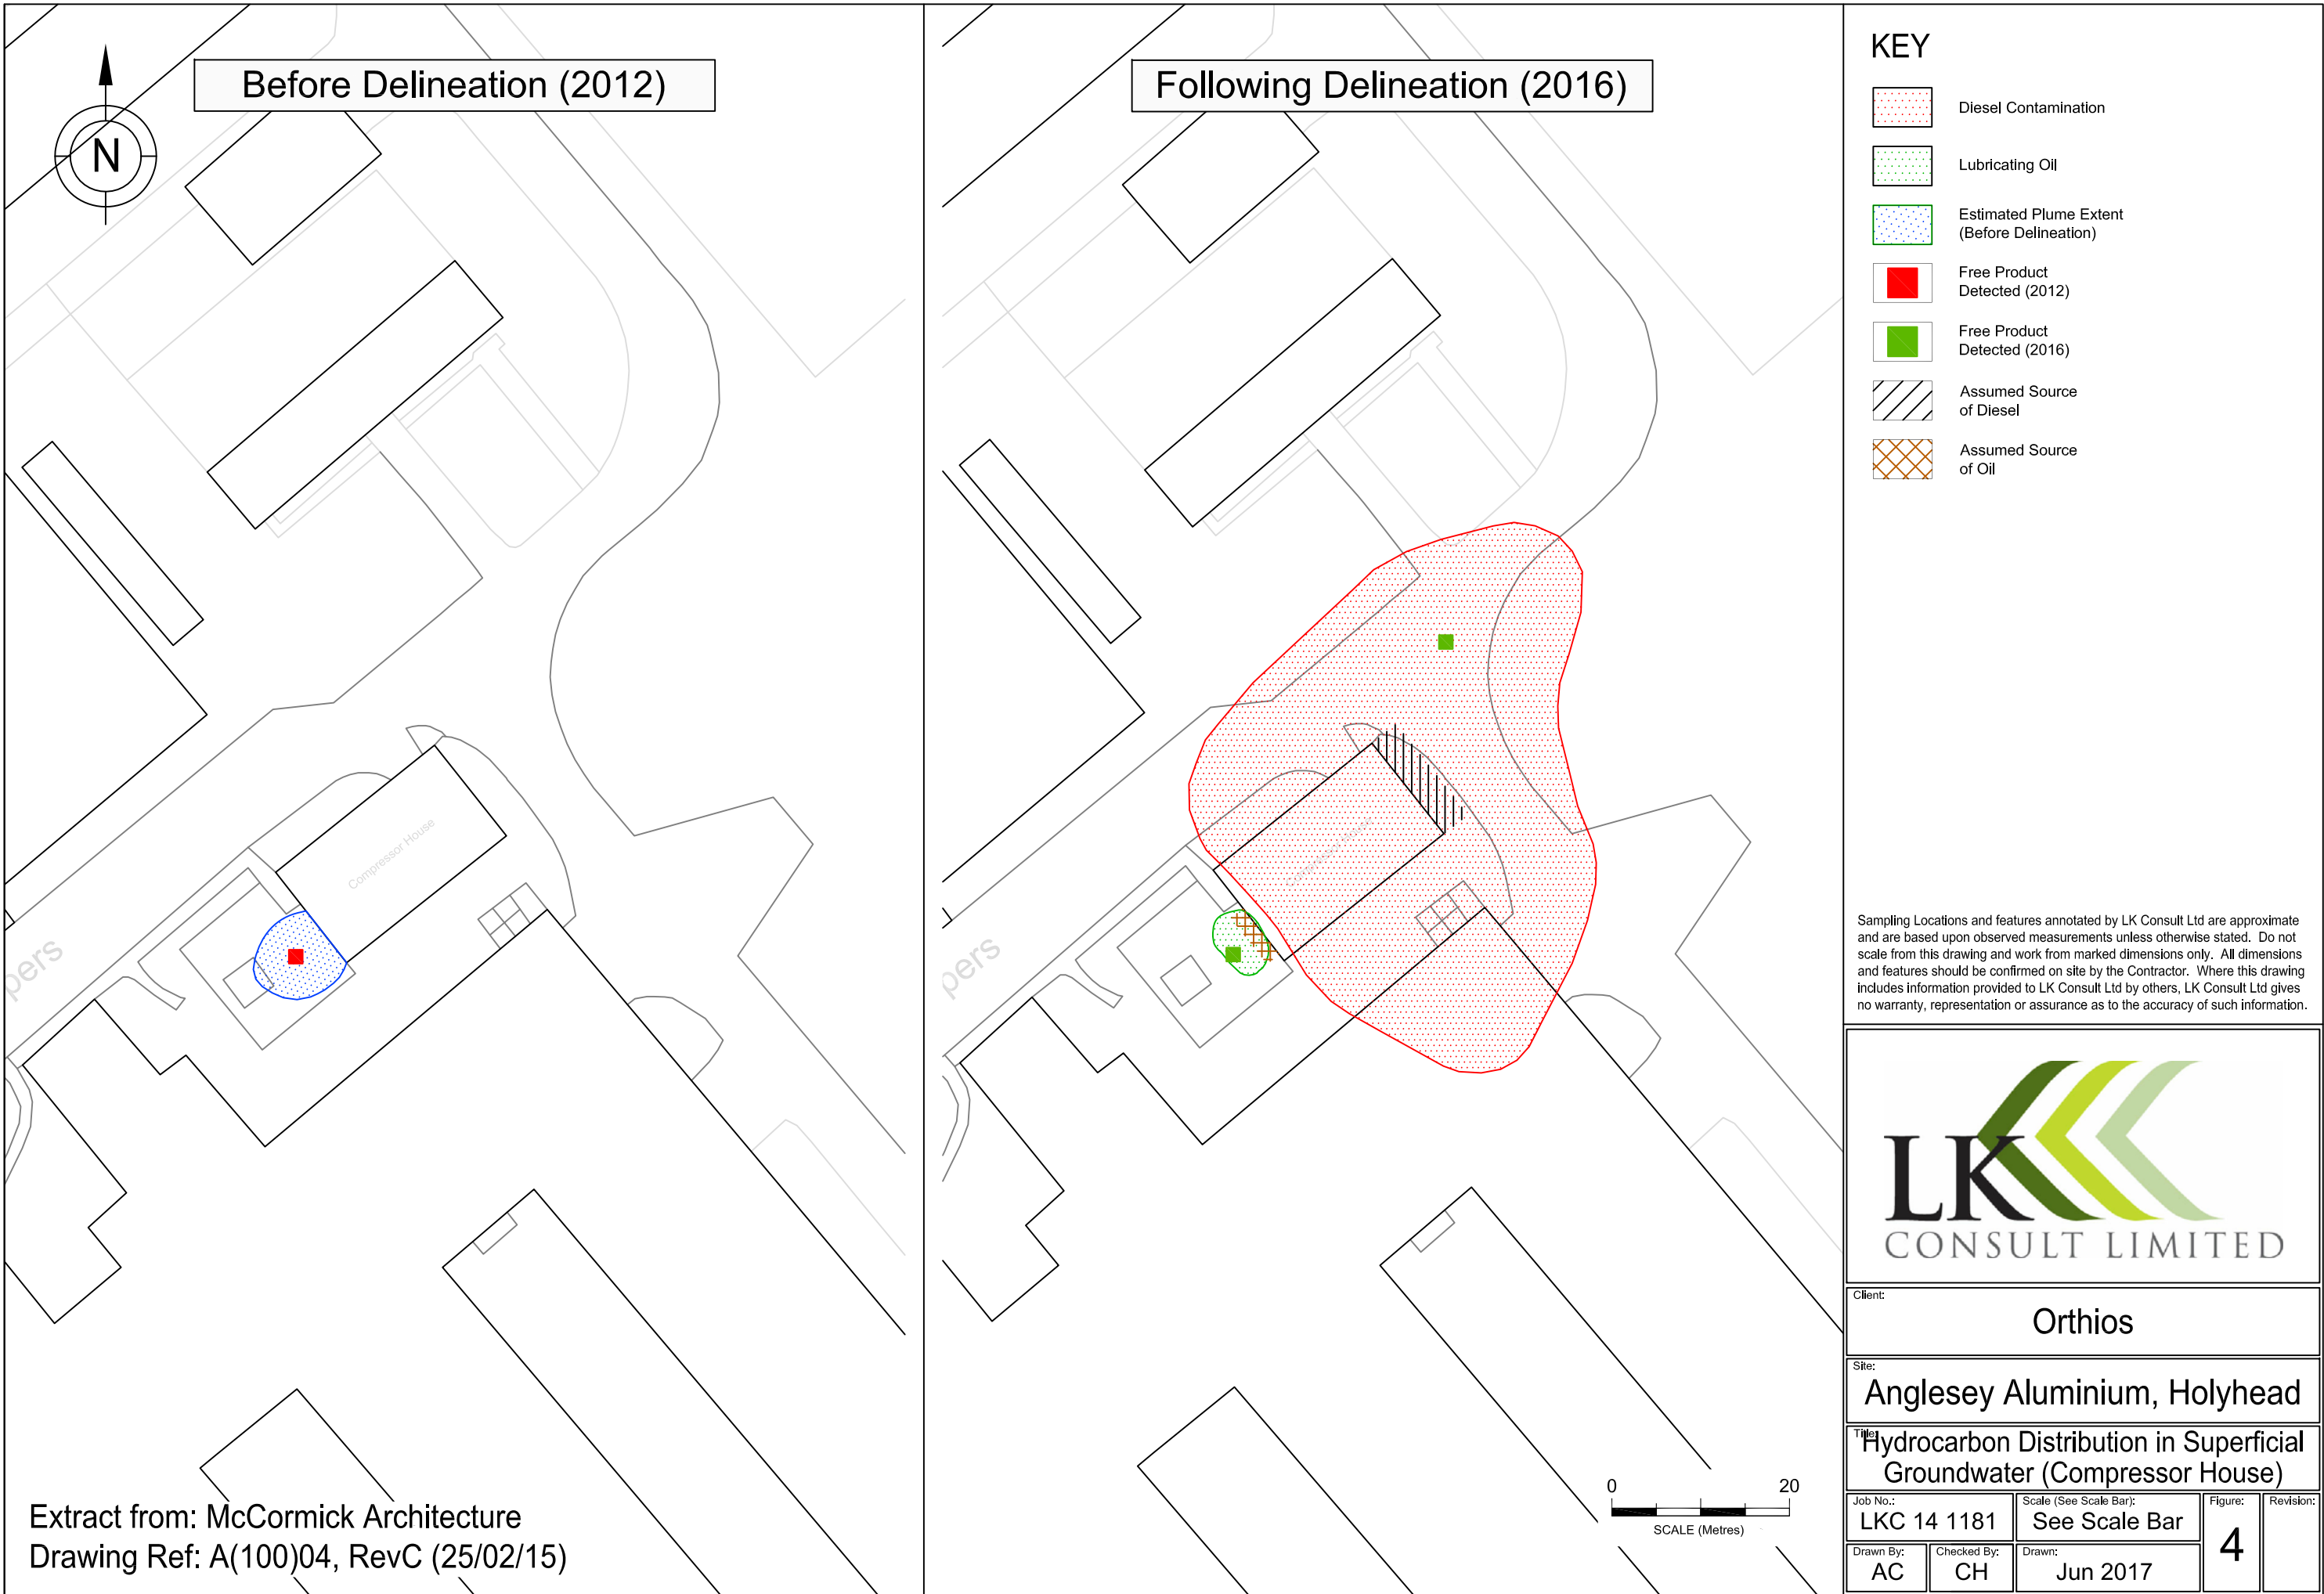 Before Delineation (2012)
N
Compressor House
pers
Extract from: McCormick Architecture
Drawing Ref: A(100)04, RevC (25/02/15)
Following Delineation (2016)
Compressor House
pers
0 20
SCALE (Metres)
KEY
Diesel Contamination
Lubricating Oil
Estimated Plume Extent
(Before Delineation)
Free Product
Detected (2012)
Free Product
Detected (2016)
Assumed Source
of Diesel
Assumed Source
of Oil
Sampling Locations and features annotated by LK Consult Ltd are approximate
and are based upon observed measurements unless otherwise stated. Do not
scale from this drawing and work from marked dimensions only. All dimensions
and features should be confirmed on site by the Contractor. Where this drawing
includes information provided to LK Consult Ltd by others, LK Consult Ltd gives
no warranty, representation or assurance as to the accuracy of such information.
LK
CONSULT LIMITED
Client:
Orthios
Site:
Anglesey Aluminium, Holyhead
Title:
Hydrocarbon Distribution in Superficial
Groundwater (Compressor House)
Job No.:
LKC 14 1181
Scale (See Scale Bar):
See Scale Bar
Figure:
4
Revision:
Drawn By:
AC
Checked By:
CH
Drawn:
Jun 2017